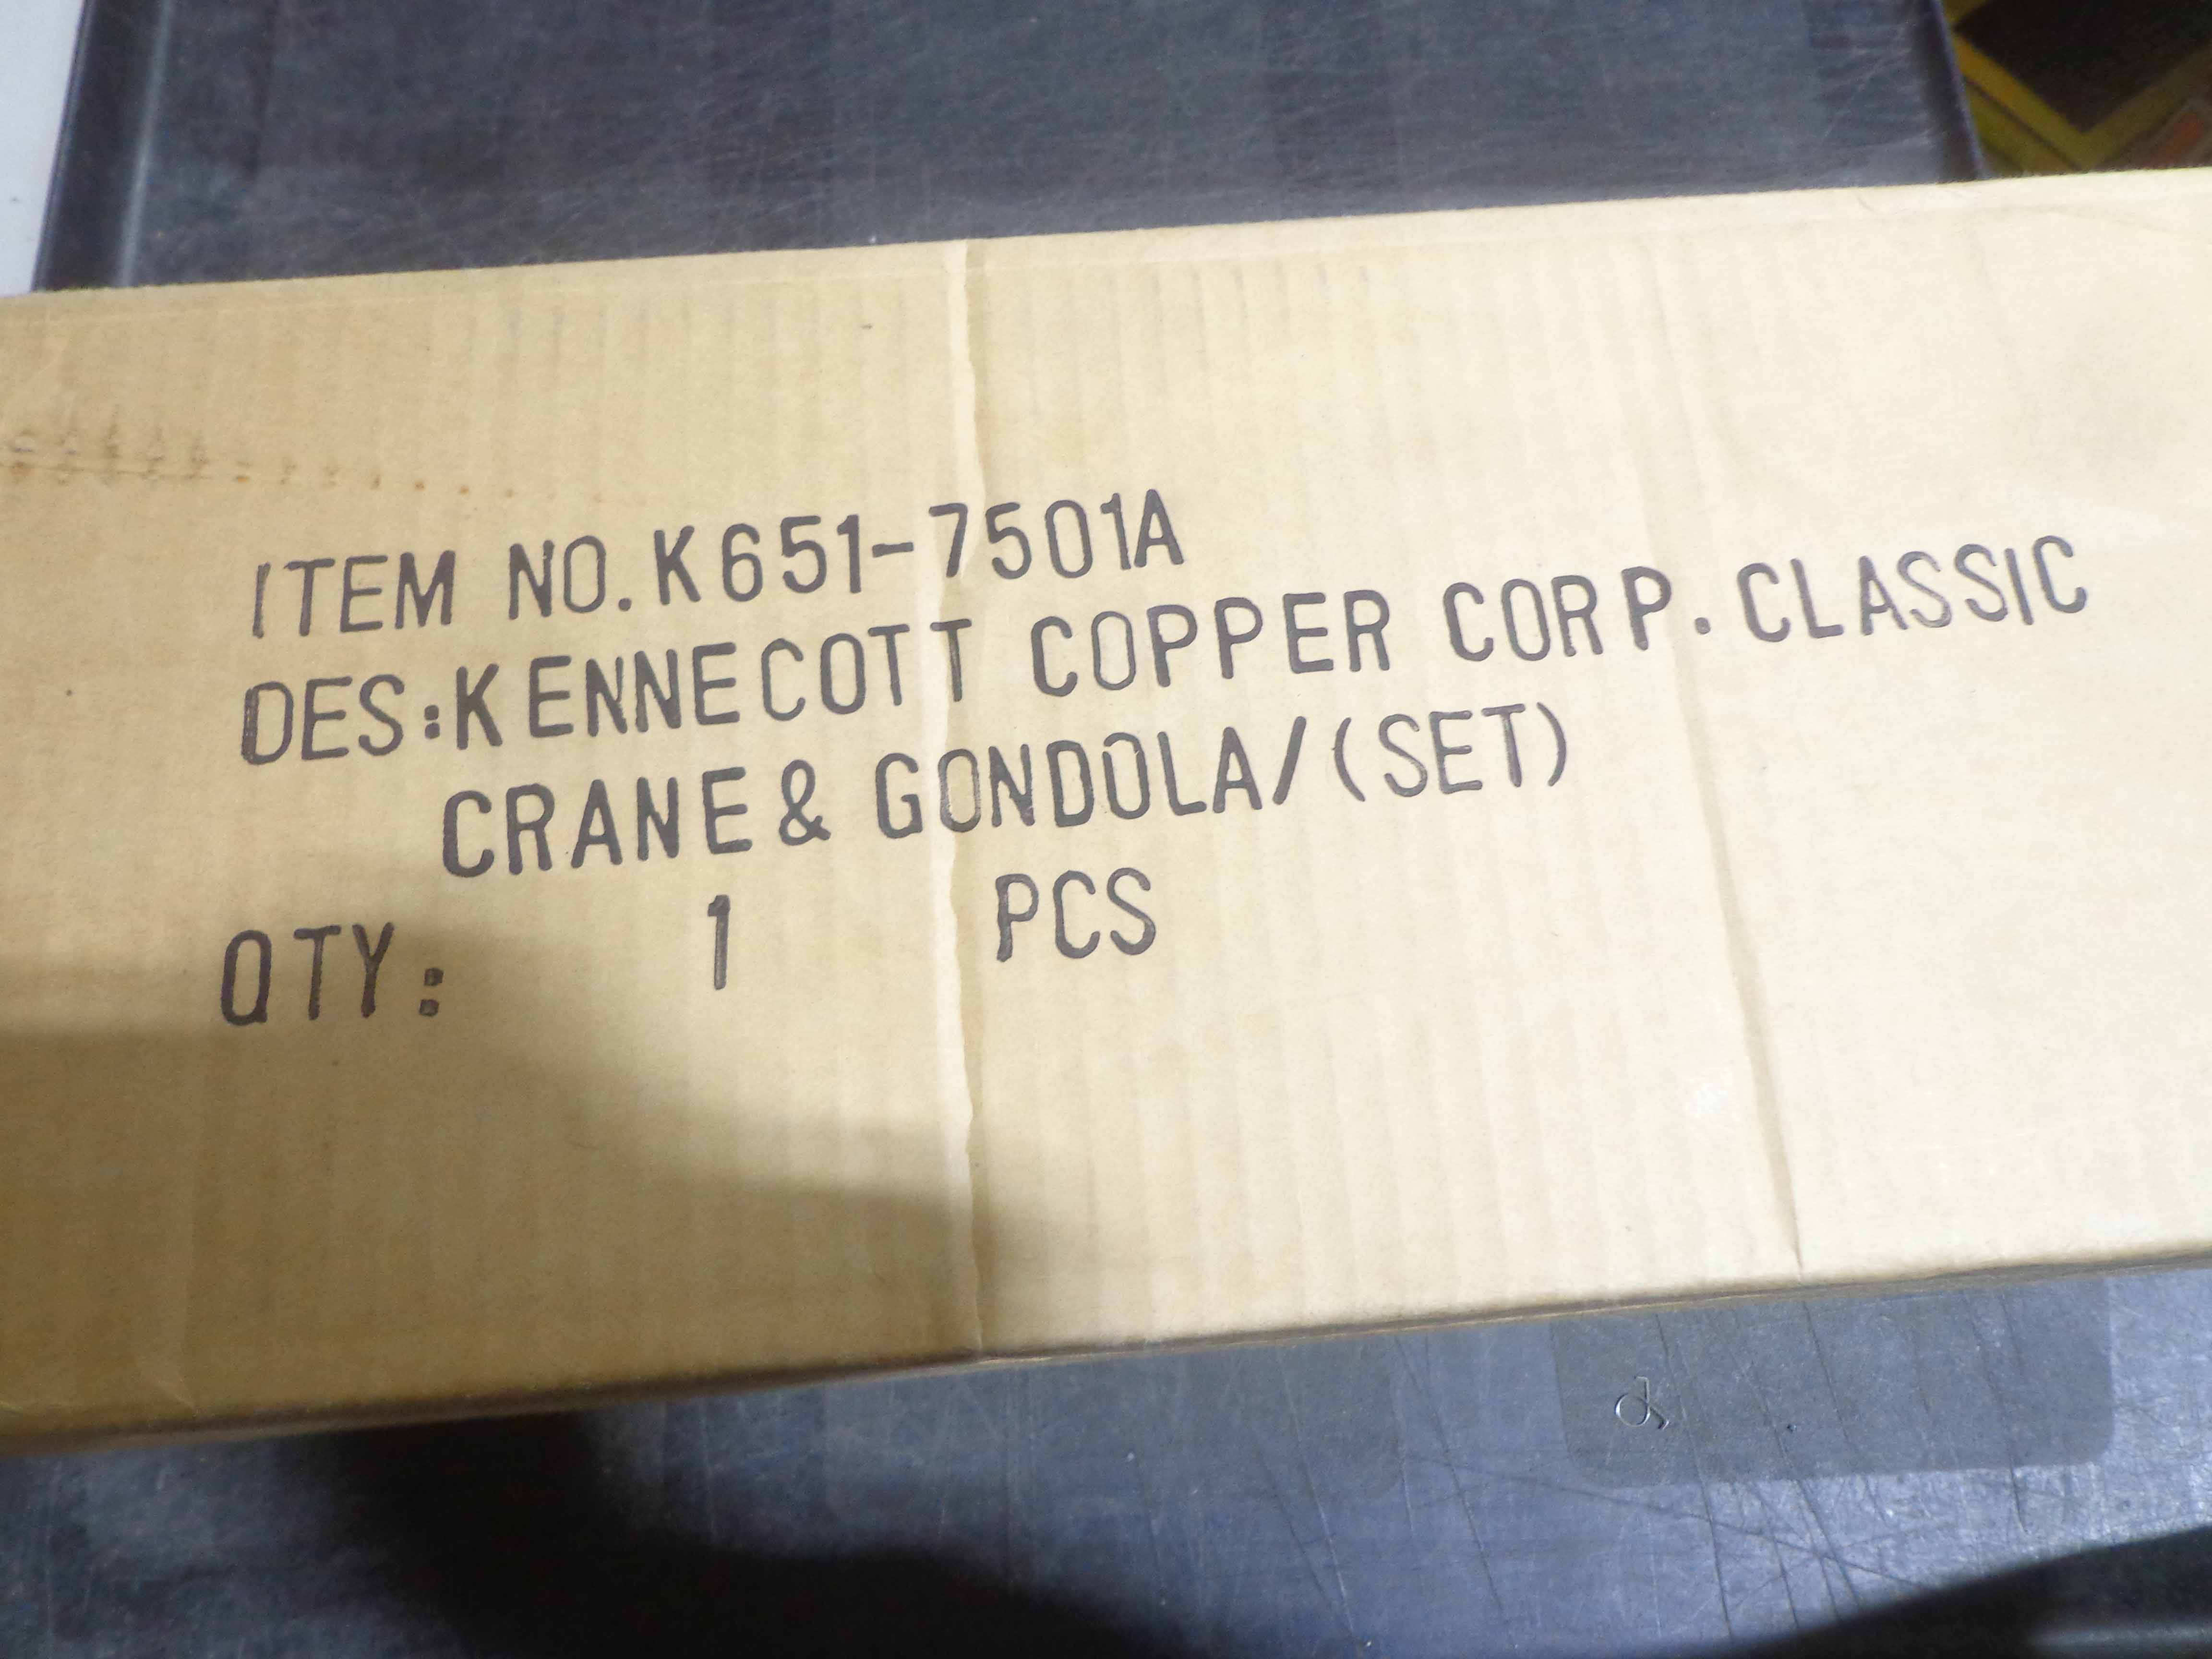 ITEM NO. K651-7501A
DES: KENNECOTT COPPER CORP. CLASSIC
CRANE & GONDOLA/(SET)
QTY: 1 PCS